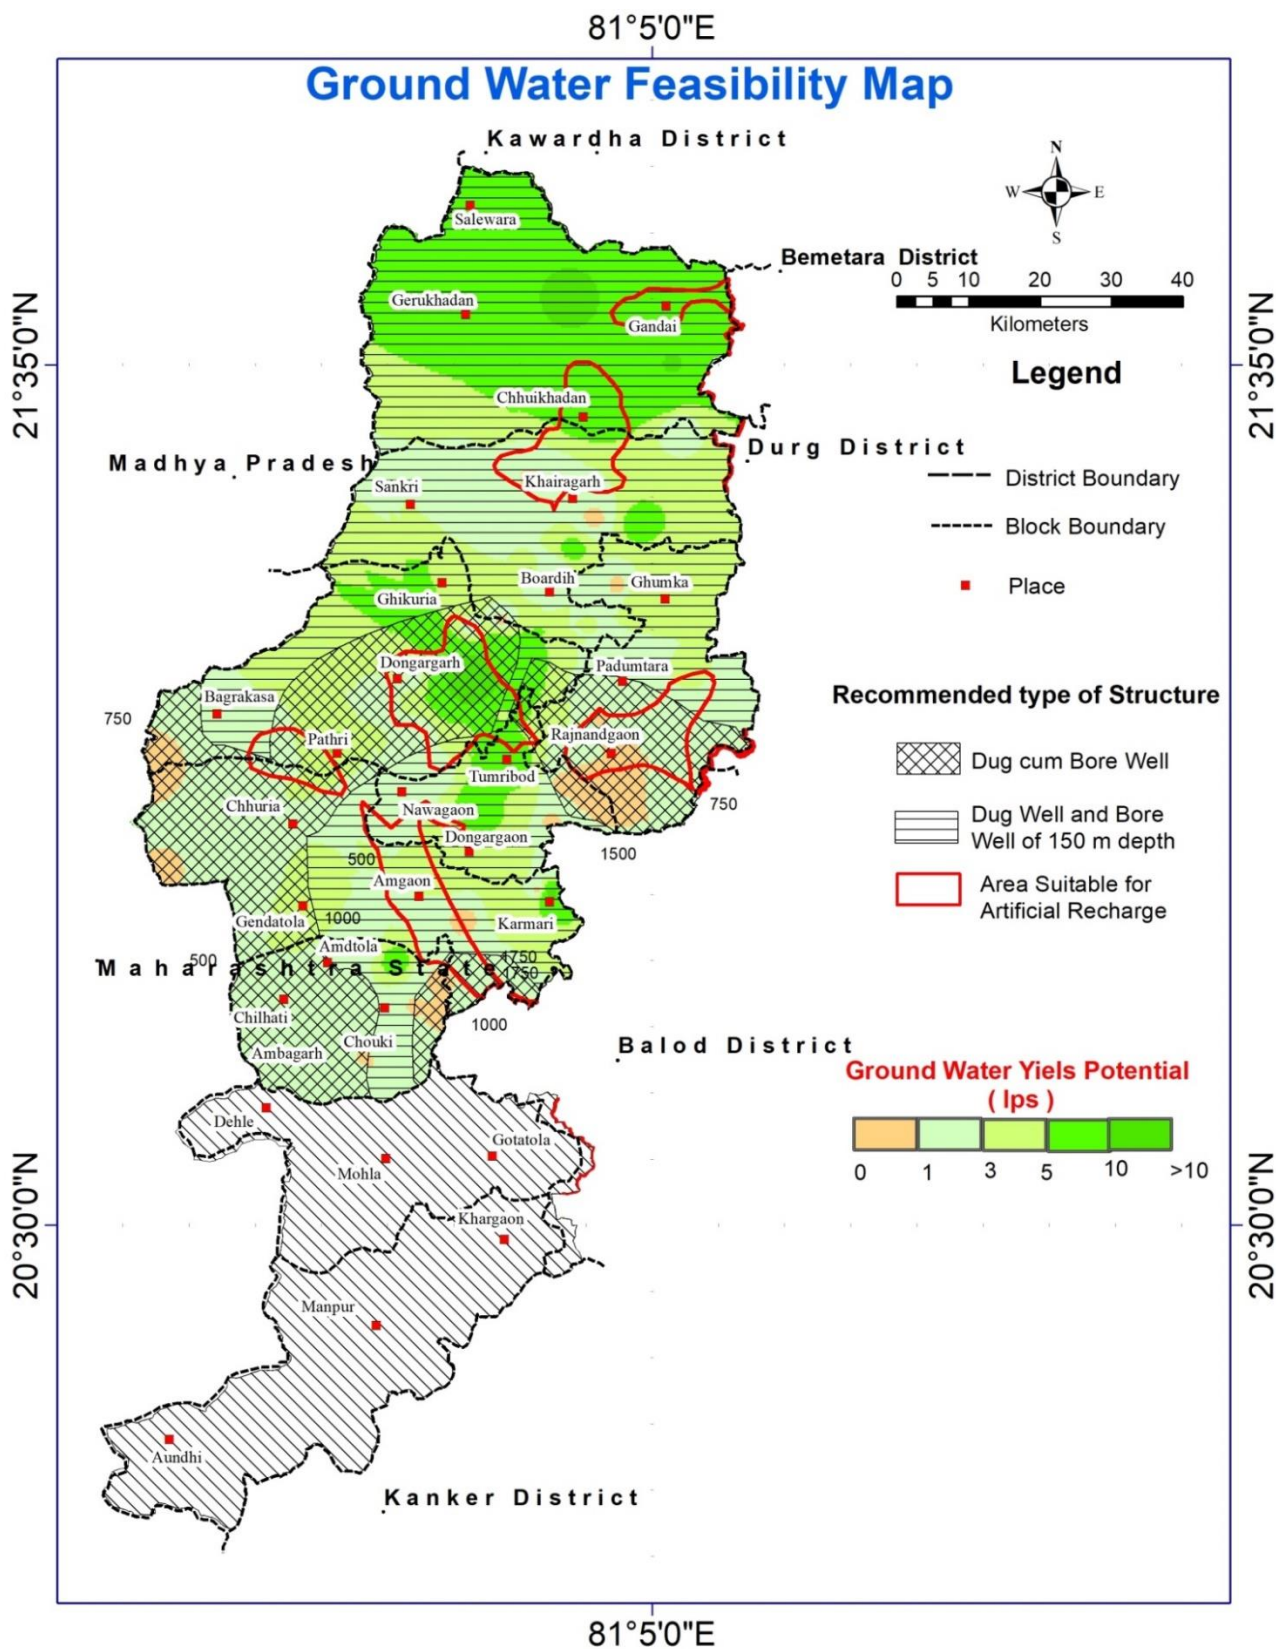 81°5'0"E
Ground Water Feasibility Map
Kawardha District
N
W
E
S
Salewara
Bemetara District
0 5 10 20 30 40
Kilometers
Gerukhadan
Gandai
21°35'0"N
21°35'0"N
Legend
Chhuikhadan
Durg District
Madhya Pradesh
District Boundary
Sankri
Khairagarh
Block Boundary
Boardih
Ghumka
Place
Ghikuria
Dongargarh
Padumtara
Bagrakasa
Recommended type of Structure
750
Pathri
Rajnandgaon
Dug cum Bore Well
Tumribod
Chhuria
Nawagaon
750
Dug Well and Bore
Well of 150 m depth
Dongargaon
500
1500
Amgaon
Area Suitable for
Artificial Recharge
Gendatola
1000
Karmari
Amdtola
500
1750
Maharashtra State
1750
Chilhati
1000
Chouki
Ambagarh
Balod District
Ground Water Yiels Potential
( lps )
0 1 3 5 10 >10
Dehle
Gotatola
Mohla
20°30'0"N
20°30'0"N
Khargaon
Manpur
Aundhi
Kanker District
81°5'0"E